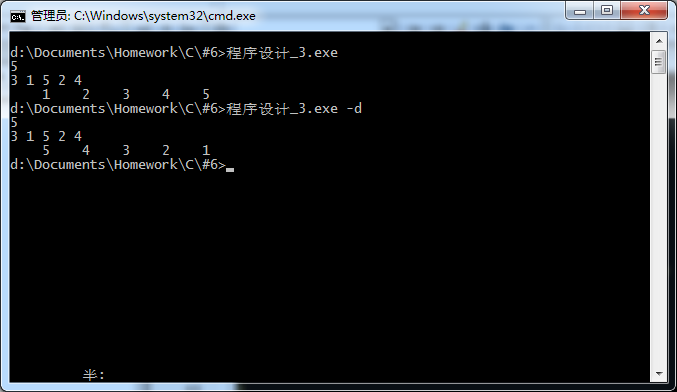 管理员: C:\Windows\system32\cmd.exe
d:\Documents\Homework\C\#6>程序设计_3.exe
5
3 1 5 2 4
    1    2    3    4    5
d:\Documents\Homework\C\#6>程序设计_3.exe -d
5
3 1 5 2 4
    5    4    3    2    1
d:\Documents\Homework\C\#6>
半: